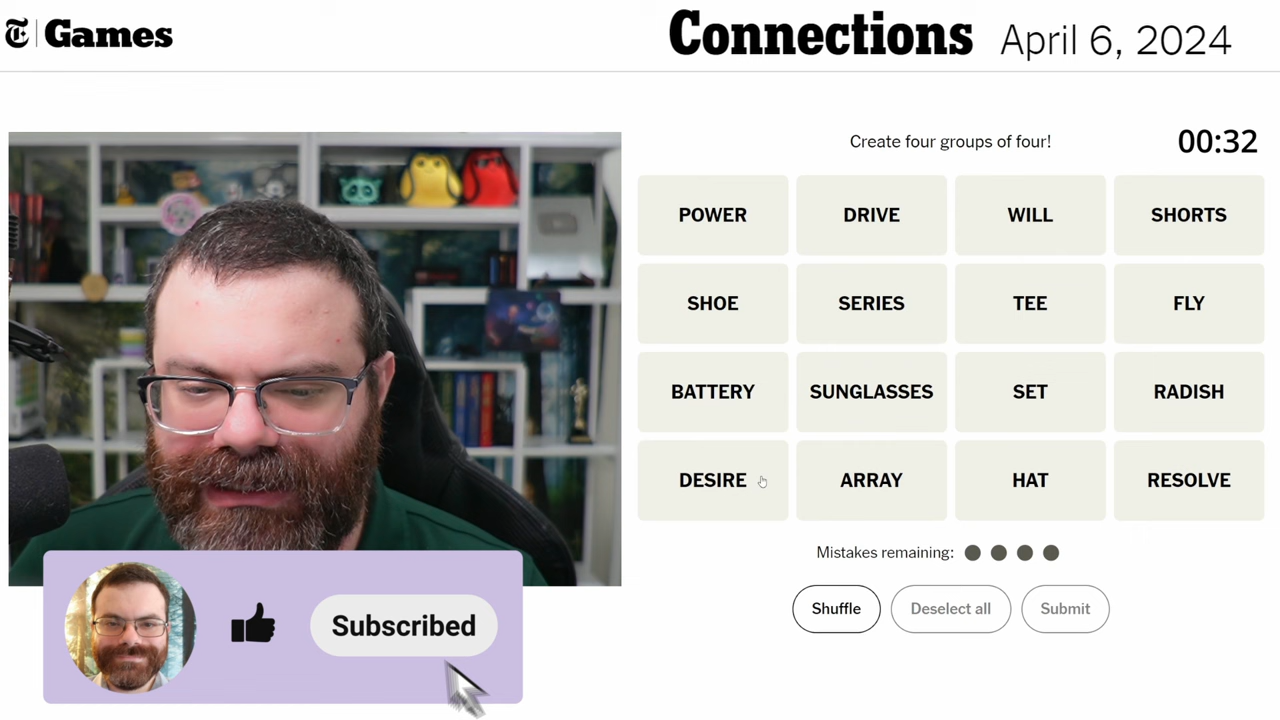 T Games
Connections April 6, 2024
Create four groups of four!
00:32
POWER DRIVE WILL SHORTS
SHOE SERIES TEE FLY
BATTERY SUNGLASSES SET RADISH
DESIRE ARRAY HAT RESOLVE
Mistakes remaining:
Shuffle Deselect all Submit
Subscribed